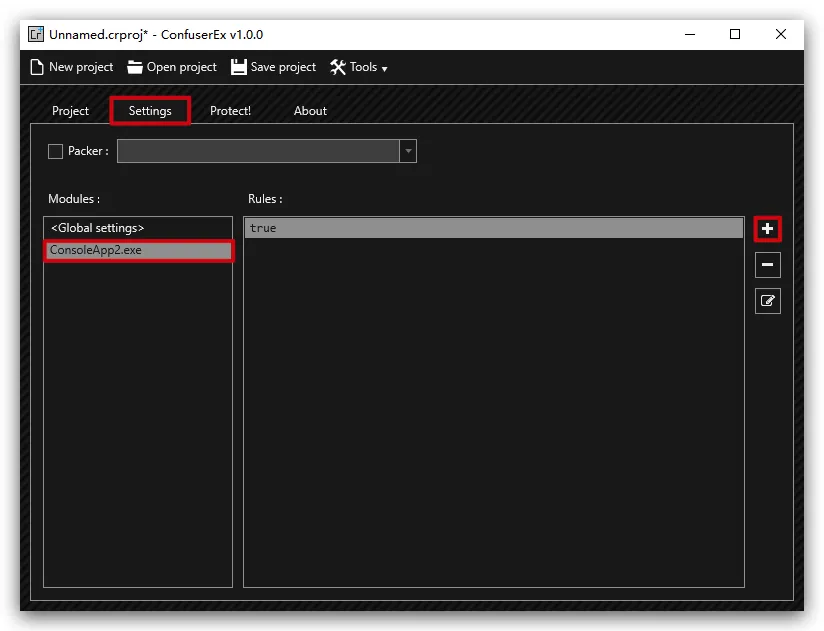 Unnamed.crproj* - ConfuserEx v1.0.0
New project Open project Save project Tools
Project Settings Protect! About
Packer :
Modules : Rules :
<Global settings> true
ConsoleApp2.exe